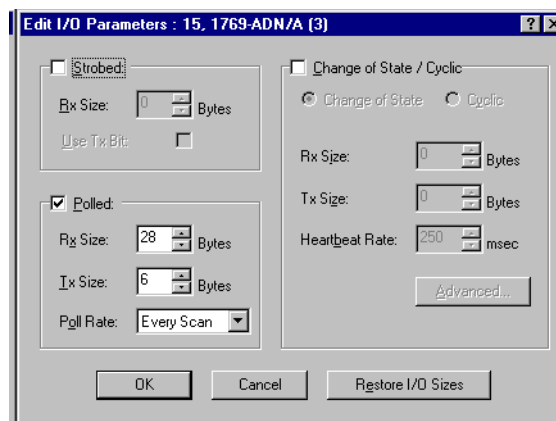 Edit I/O Parameters : 15, 1769-ADN/A (3)
Strobed:
Rx Size: 0 Bytes
Use Tx Bit:
Polled:
Rx Size: 28 Bytes
Tx Size: 6 Bytes
Poll Rate: Every Scan
Change of State / Cyclic
Change of State Cyclic
Rx Size: 0 Bytes
Tx Size: 0 Bytes
Heartbeat Rate: 250 msec
Advanced...
OK Cancel Restore I/O Sizes